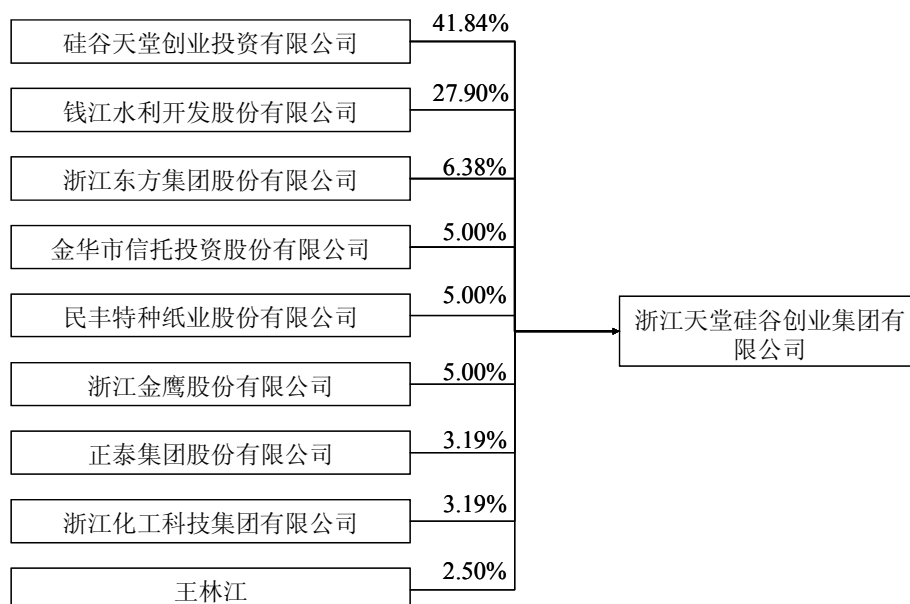 硅谷天堂创业投资有限公司
41.84%
钱江水利开发股份有限公司
27.90%
浙江东方集团股份有限公司
6.38%
金华市信托投资股份有限公司
5.00%
民丰特种纸业股份有限公司
5.00%
浙江金鹰股份有限公司
5.00%
正泰集团股份有限公司
3.19%
浙江化工科技集团有限公司
3.19%
王林江
2.50%
浙江天堂硅谷创业集团有
限公司